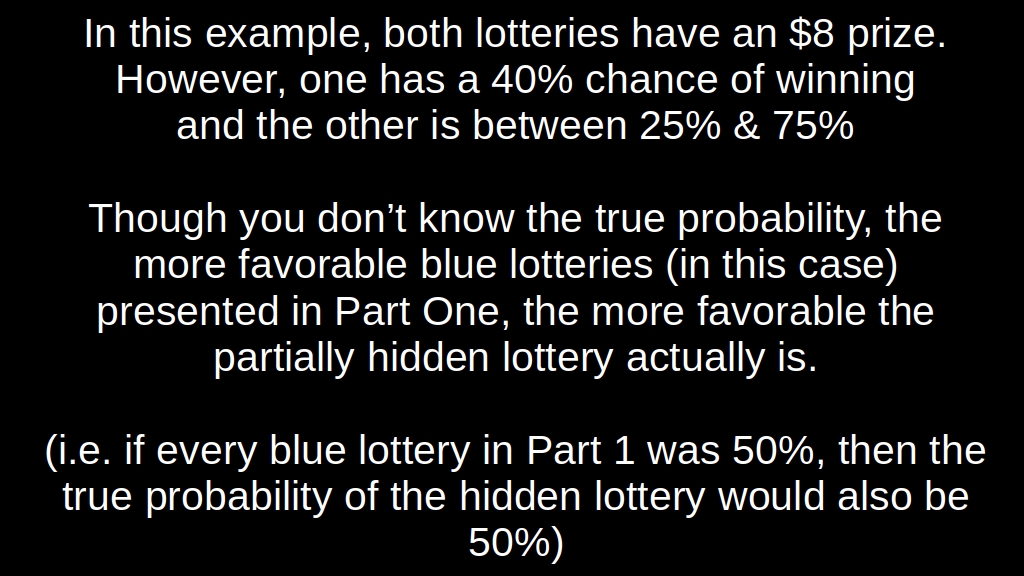 In this example, both lotteries have an $8 prize.
However, one has a 40% chance of winning
and the other is between 25% & 75%
Though you don’t know the true probability, the
more favorable blue lotteries (in this case)
presented in Part One, the more favorable the
partially hidden lottery actually is.
(i.e. if every blue lottery in Part 1 was 50%, then the
true probability of the hidden lottery would also be
50%)